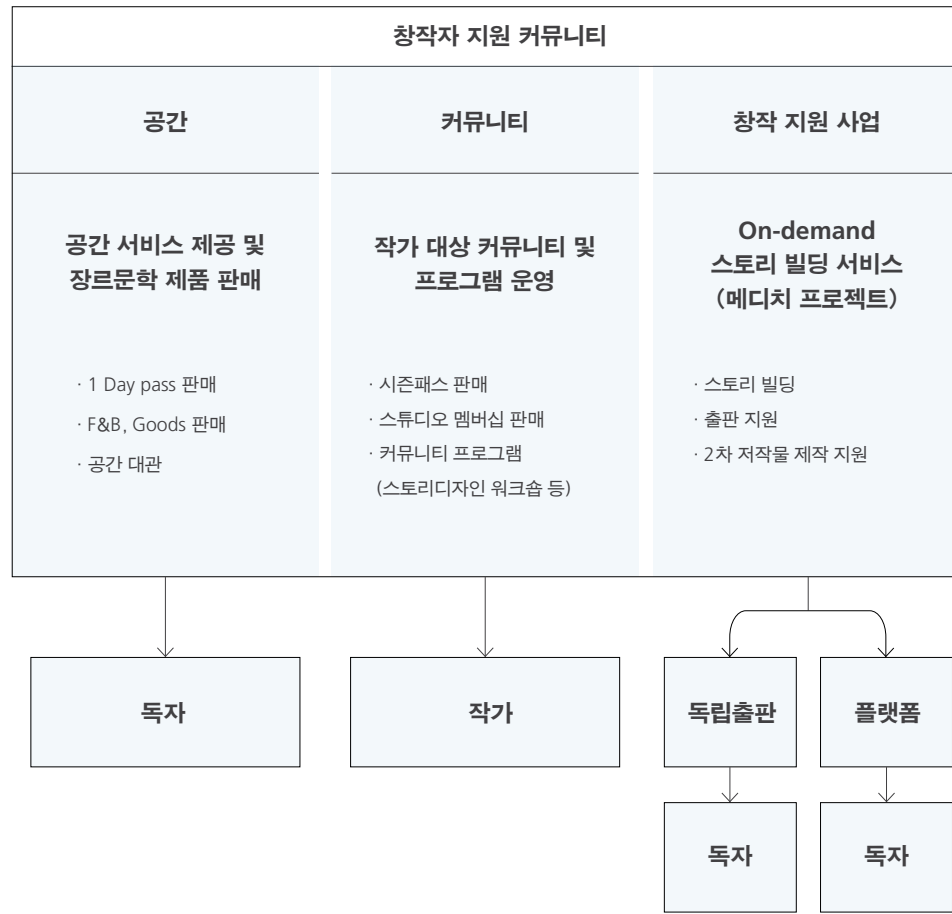 창작자 지원 커뮤니티
공간
커뮤니티
창작 지원 사업
공간 서비스 제공 및
장르문학 제품 판매
작가 대상 커뮤니티 및
프로그램 운영
On-demand
스토리 빌딩 서비스
(메디치 프로젝트)
· 1 Day pass 판매
· F&B, Goods 판매
· 공간 대관
· 시즌패스 판매
· 스튜디오 멤버십 판매
· 커뮤니티 프로그램
(스토리디자인 워크숍 등)
· 스토리 빌딩
· 출판 지원
· 2차 저작물 제작 지원
독자
작가
독립출판
플랫폼
독자
독자